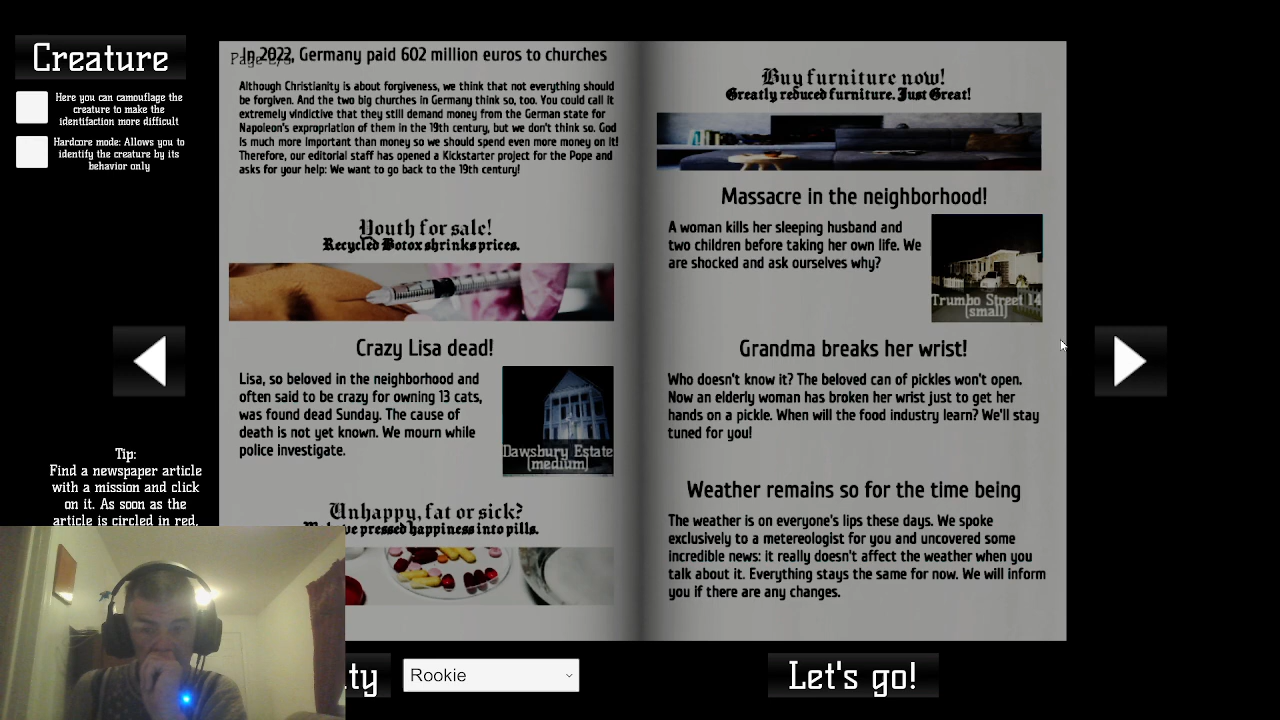 Creature
Here you can camouflage the
creature to make the
identifaction more difficult
Hardcore mode: Allows you to
identify the creature by its
behavior only
Tip:
Find a newspaper article
with a mission and click
on it. As soon as the
article is circled in red,
In 2022, Germany paid 602 million euros to churches
Although Christianity is about forgiveness, we think that not everything should
be forgiven. And the two big churches in Germany think so, too. You could call it
extremely vindictive that they still demand money from the German state for
Napoleon's expropriation of them in the 19th century, but we don't think so. God
is much more important than money so we should spend even more money on it!
Therefore, our editorial staff has opened a Kickstarter project for the Pope and
asks for your help: We want to go back to the 19th century!
Youth for sale!
Recycled Botox shrinks prices.
Crazy Lisa dead!
Lisa, so beloved in the neighborhood and
often said to be crazy for owning 13 cats,
was found dead Sunday. The cause of
death is not yet known. We mourn while
police investigate.
Dawsbury Estate
(medium)
Unhappy, fat or sick?
pressed happiness into pills.
Buy furniture now!
Greatly reduced furniture. Just Great!
Massacre in the neighborhood!
A woman kills her sleeping husband and
two children before taking her own life. We
are shocked and ask ourselves why?
Trumbo Street 14
(small)
Grandma breaks her wrist!
Who doesn't know it? The beloved can of pickles won't open.
Now an elderly woman has broken her wrist just to get her
hands on a pickle. When will the food industry learn? We'll stay
tuned for you!
Weather remains so for the time being
The weather is on everyone's lips these days. We spoke
exclusively to a metereologist for you and uncovered some
incredible news: it really doesn't affect the weather when you
talk about it. Everything stays the same for now. We will inform
you if there are any changes.
ty
Rookie
Let's go!